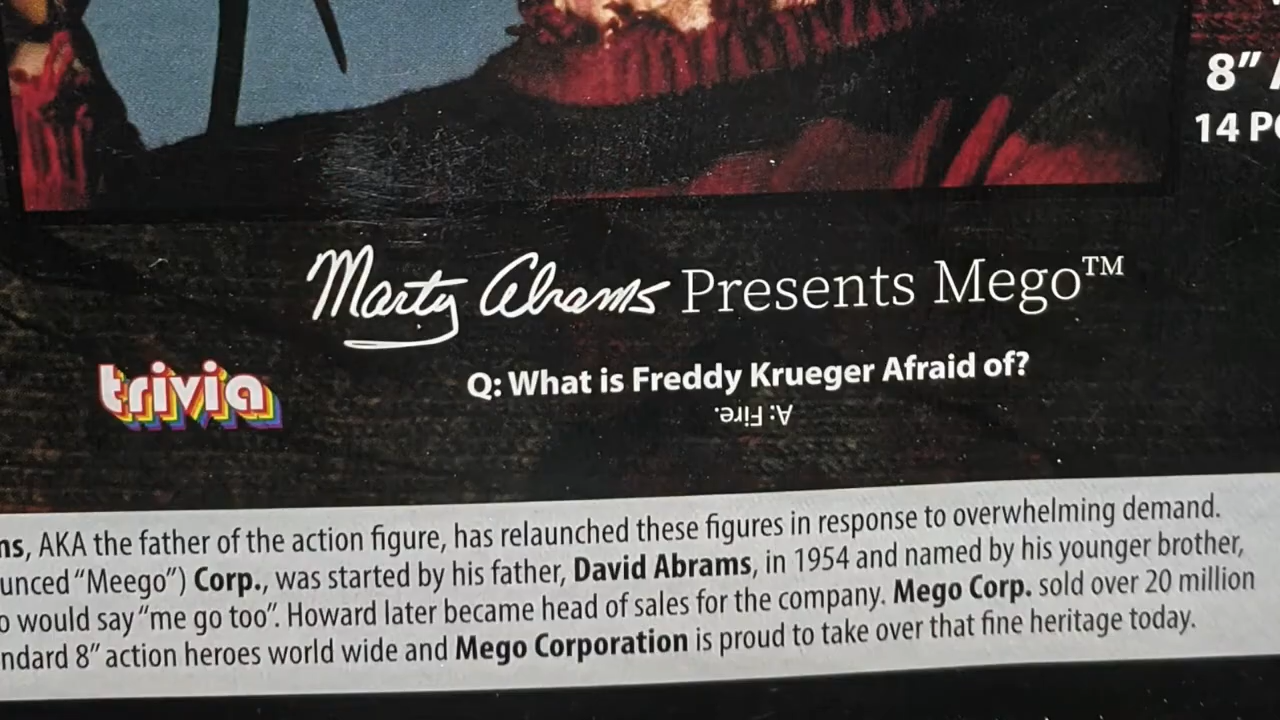 8"
14
Marty Abrams Presents Mego™
trivia
Q: What is Freddy Krueger Afraid of?
A: Fire.
ns, AKA the father of the action figure, has relaunched these figures in response to overwhelming demand.
unced "Meego") Corp., was started by his father, David Abrams, in 1954 and named by his younger brother,
o would say "me go too". Howard later became head of sales for the company. Mego Corp. sold over 20 million
ndard 8" action heroes world wide and Mego Corporation is proud to take over that fine heritage today.